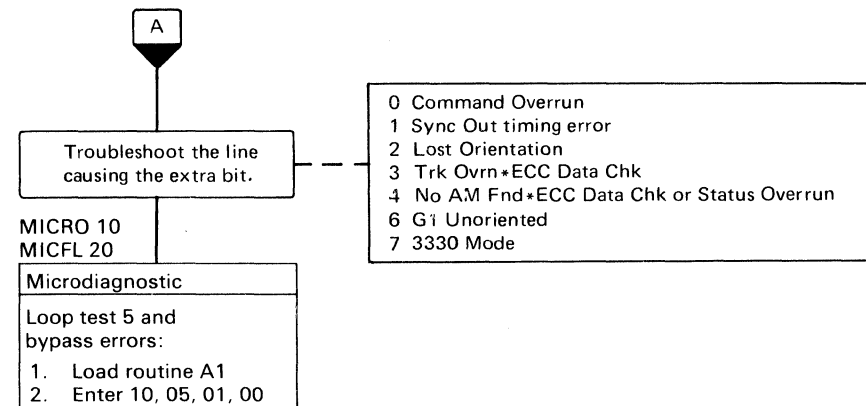 A
Troubleshoot the line
causing the extra bit.
0 Command Overrun
1 Sync Out timing error
2 Lost Orientation
3 Trk Ovrn*ECC Data Chk
4 No AM Fnd*ECC Data Chk or Status Overrun
6 G1 Unoriented
7 3330 Mode
MICRO 10
MICFL 20
Microdiagnostic
Loop test 5 and
bypass errors:
1. Load routine A1
2. Enter 10, 05, 01, 00